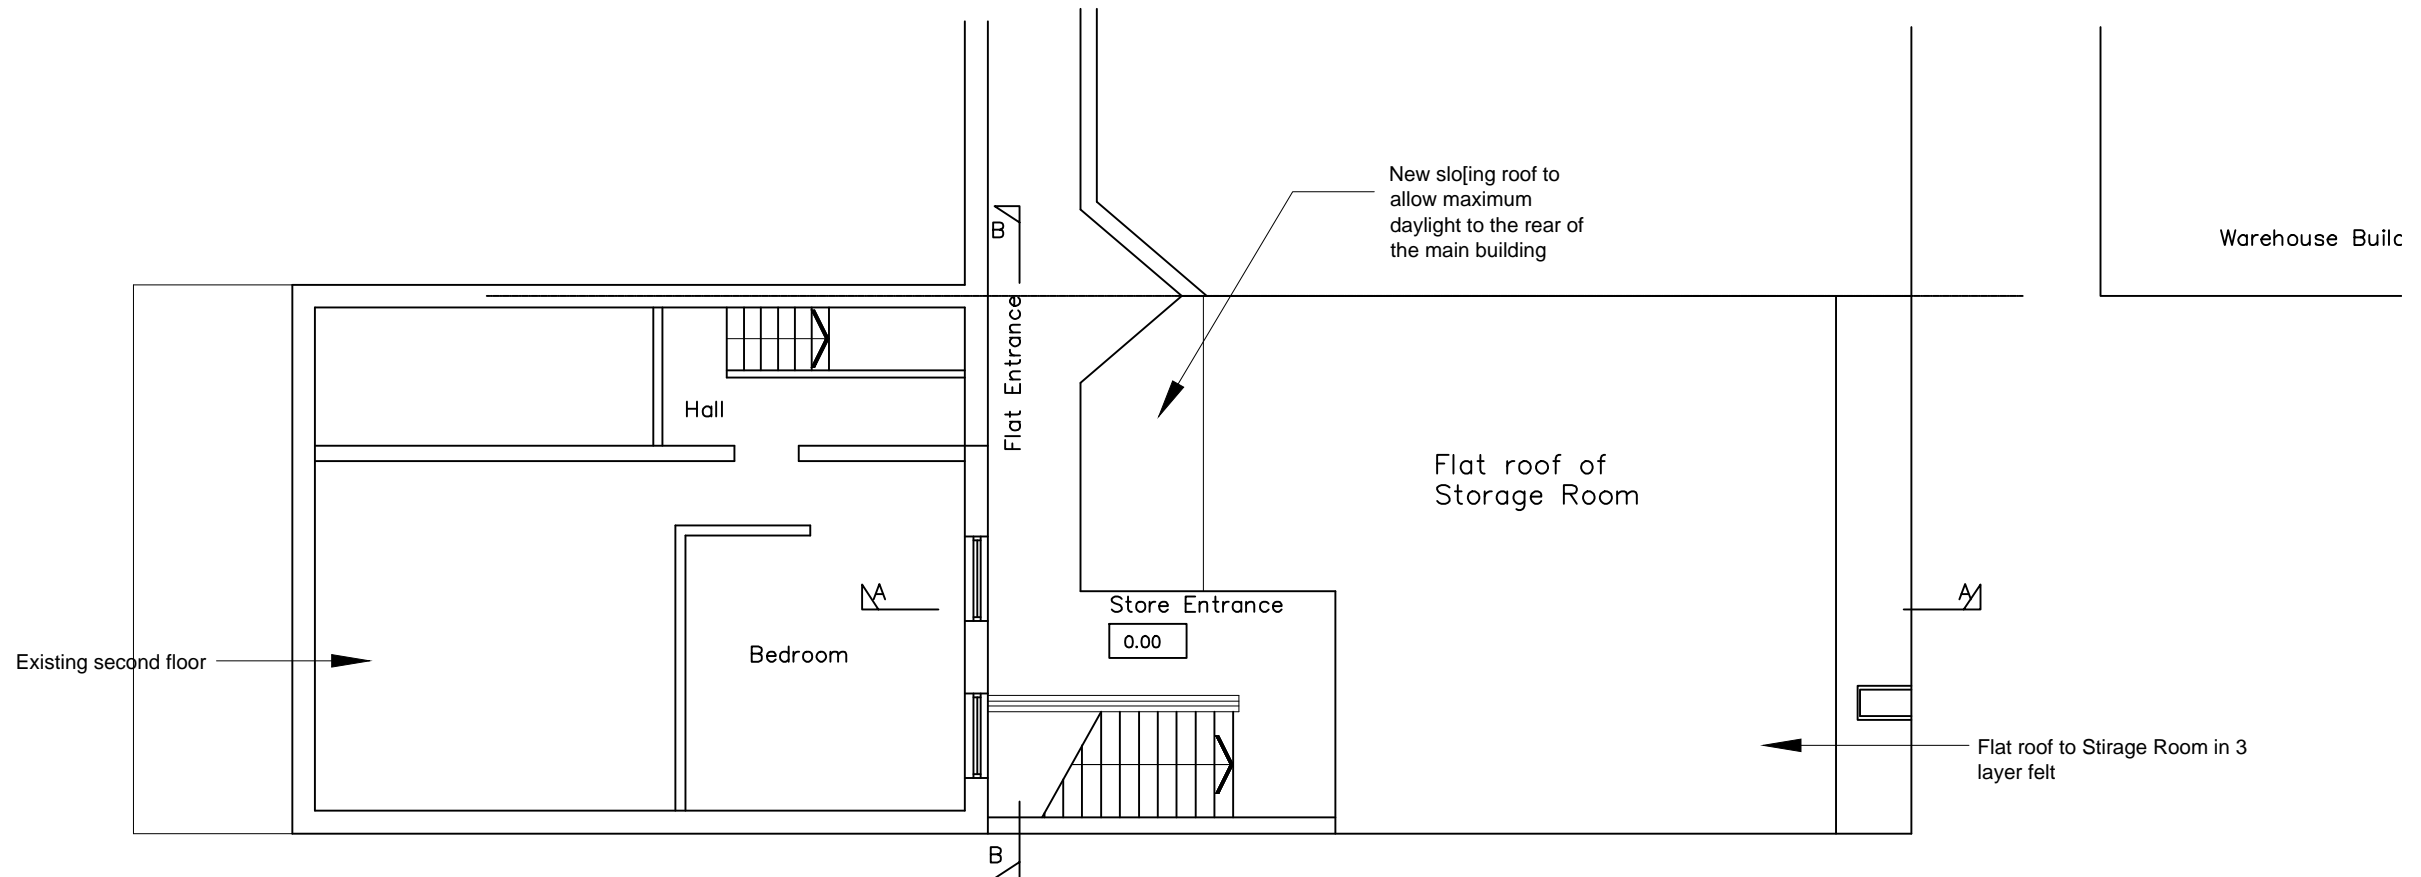 New slo[ing roof to
allow maximum
daylight to the rear of
the main building
B
Warehouse Builc
Flat Entrance
Hall
Flat roof of
Storage Room
A
A
Store Entrance
0.00
Bedroom
Existing second floor
Flat roof to Stirage Room in 3
layer felt
B